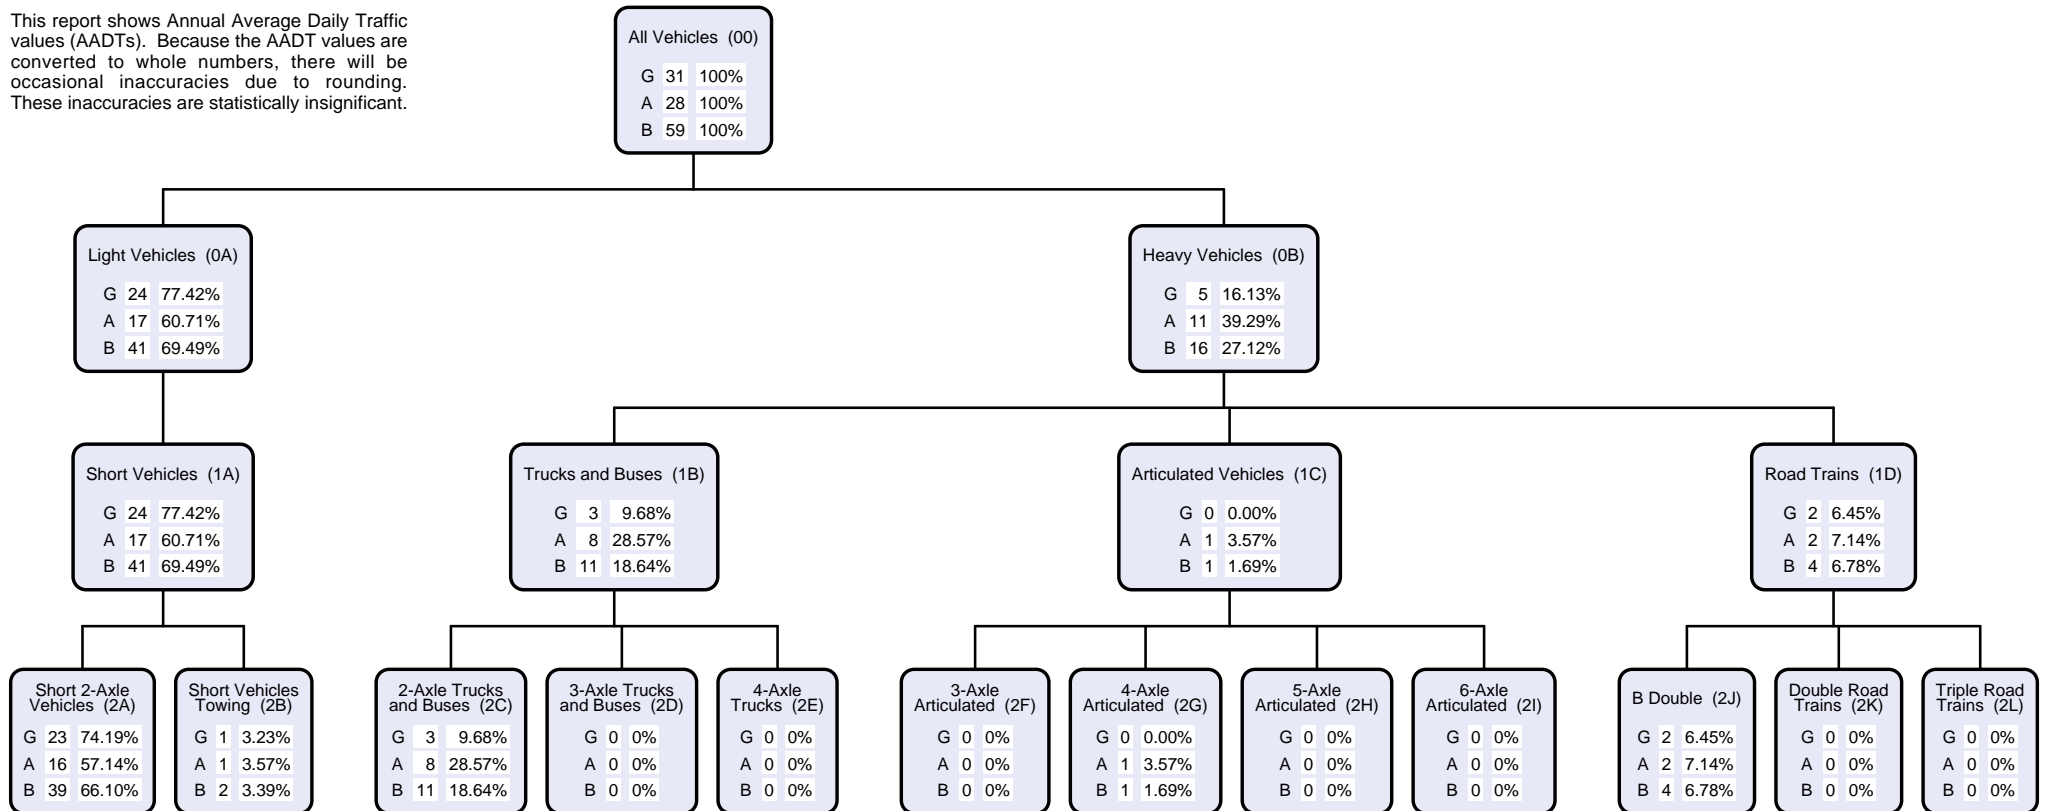 This report shows Annual Average Daily Traffic
values (AADTs). Because the AADT values are
converted to whole numbers, there will be
occasional inaccuracies due to rounding.
These inaccuracies are statistically insignificant.
All Vehicles (00)
G 31 100%
A 28 100%
B 59 100%
Light Vehicles (0A)
G 24 77.42%
A 17 60.71%
B 41 69.49%
Heavy Vehicles (0B)
G 5 16.13%
A 11 39.29%
B 16 27.12%
Short Vehicles (1A)
G 24 77.42%
A 17 60.71%
B 41 69.49%
Trucks and Buses (1B)
G 3 9.68%
A 8 28.57%
B 11 18.64%
Articulated Vehicles (1C)
G 0 0.00%
A 1 3.57%
B 1 1.69%
Road Trains (1D)
G 2 6.45%
A 2 7.14%
B 4 6.78%
Short 2-Axle
Vehicles (2A)
G 23 74.19%
A 16 57.14%
B 39 66.10%
Short Vehicles
Towing (2B)
G 1 3.23%
A 1 3.57%
B 2 3.39%
2-Axle Trucks
and Buses (2C)
G 3 9.68%
A 8 28.57%
B 11 18.64%
3-Axle Trucks
and Buses (2D)
G 0 0%
A 0 0%
B 0 0%
4-Axle
Trucks (2E)
G 0 0%
A 0 0%
B 0 0%
3-Axle
Articulated (2F)
G 0 0%
A 0 0%
B 0 0%
4-Axle
Articulated (2G)
G 0 0.00%
A 1 3.57%
B 1 1.69%
5-Axle
Articulated (2H)
G 0 0%
A 0 0%
B 0 0%
6-Axle
Articulated (2I)
G 0 0%
A 0 0%
B 0 0%
B Double (2J)
G 2 6.45%
A 2 7.14%
B 4 6.78%
Double Road
Trains (2K)
G 0 0%
A 0 0%
B 0 0%
Triple Road
Trains (2L)
G 0 0%
A 0 0%
B 0 0%